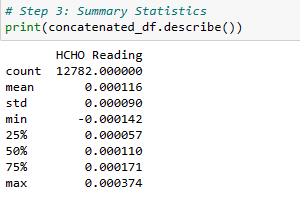 # Step 3: Summary Statistics
print(concatenated_df.describe())
HCHO Reading
count 12782.000000
mean 0.000116
std 0.000090
min -0.000142
25% 0.000057
50% 0.000110
75% 0.000171
max 0.000374